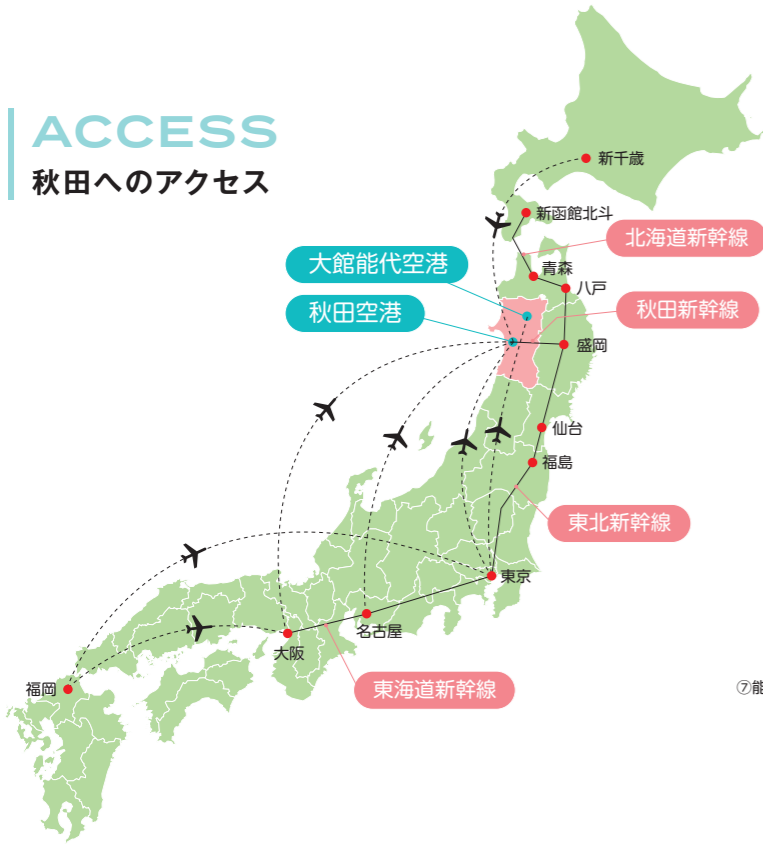 ACCESS
秋田へのアクセス
新千歳
新函館北斗
北海道新幹線
大館能代空港
青森
八戸
秋田空港
秋田新幹線
盛岡
仙台
福島
東北新幹線
東京
名古屋
大阪
福岡
東海道新幹線
⑦能